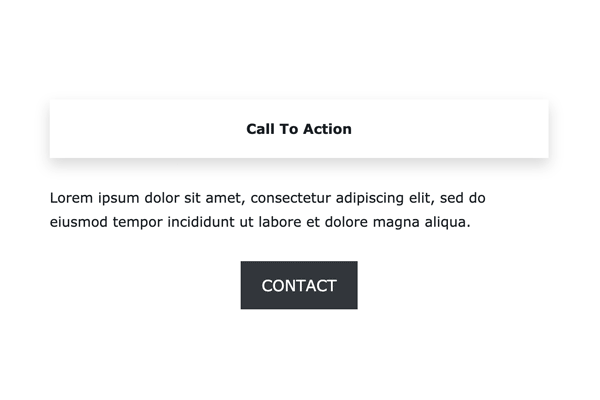 Call To Action
Lorem ipsum dolor sit amet, consectetur adipiscing elit, sed do
eiusmod tempor incididunt ut labore et dolore magna aliqua.
CONTACT